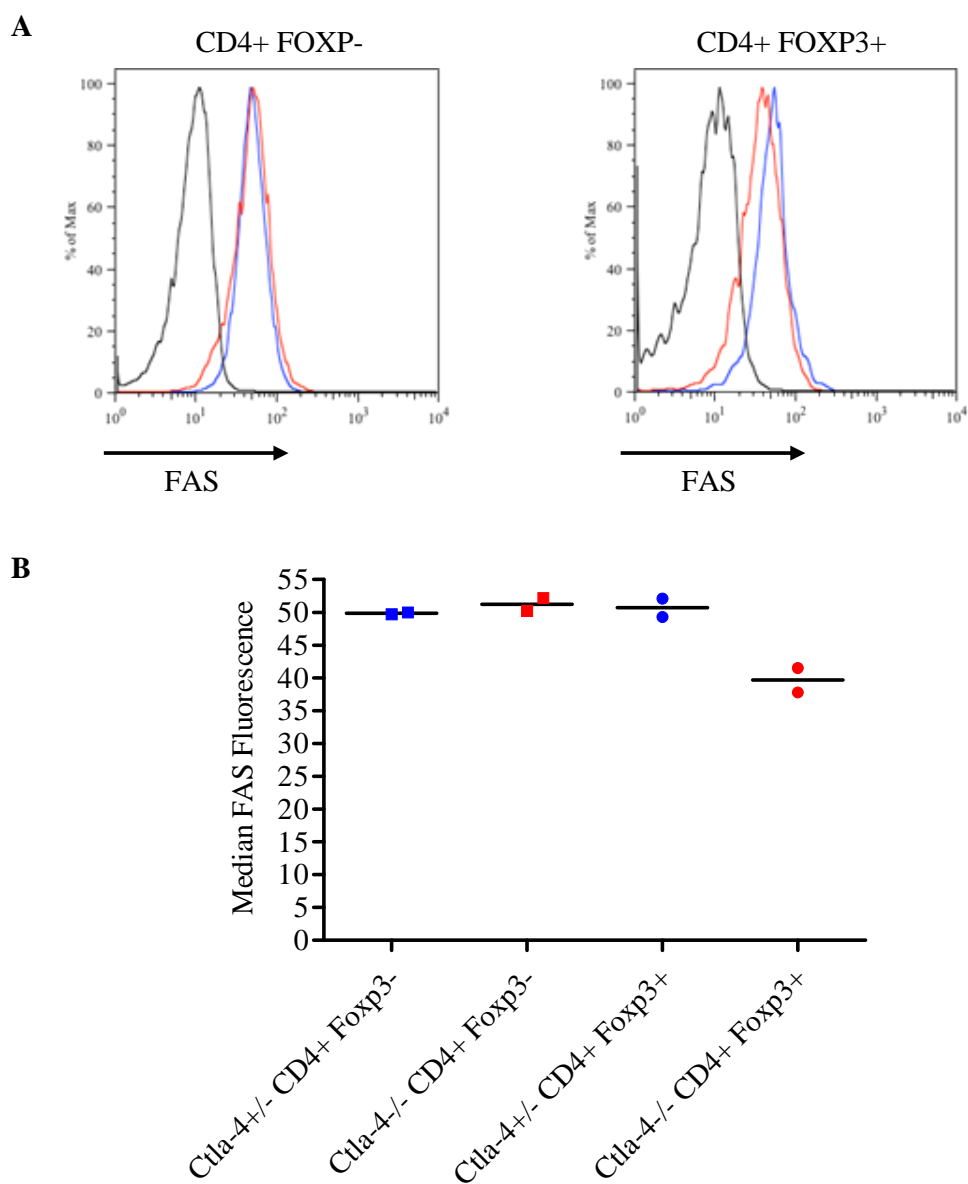 A
CD4+ FOXP-
CD4+ FOXP3+
% of Max
100
80
60
40
20
0
10^0
10^1
10^2
10^3
10^4
FAS
% of Max
100
80
60
40
20
0
10^0
10^1
10^2
10^3
10^4
FAS
B
Median FAS Fluorescence
55
50
45
40
35
30
25
20
15
10
5
0
Ctla-4+/- CD4+ Foxp3-
Ctla-4-/- CD4+ Foxp3-
Ctla-4+/- CD4+ Foxp3+
Ctla-4-/- CD4+ Foxp3+